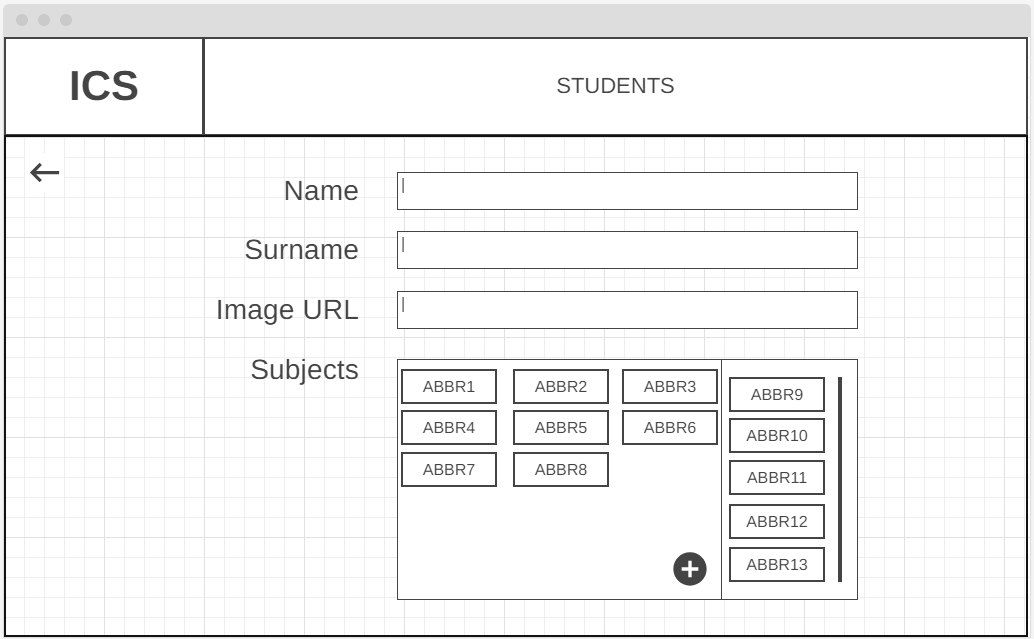 ICS
STUDENTS
Name
Surname
Image URL
Subjects
ABBR1 ABBR2 ABBR3
ABBR4 ABBR5 ABBR6
ABBR7 ABBR8
ABBR9
ABBR10
ABBR11
ABBR12
ABBR13